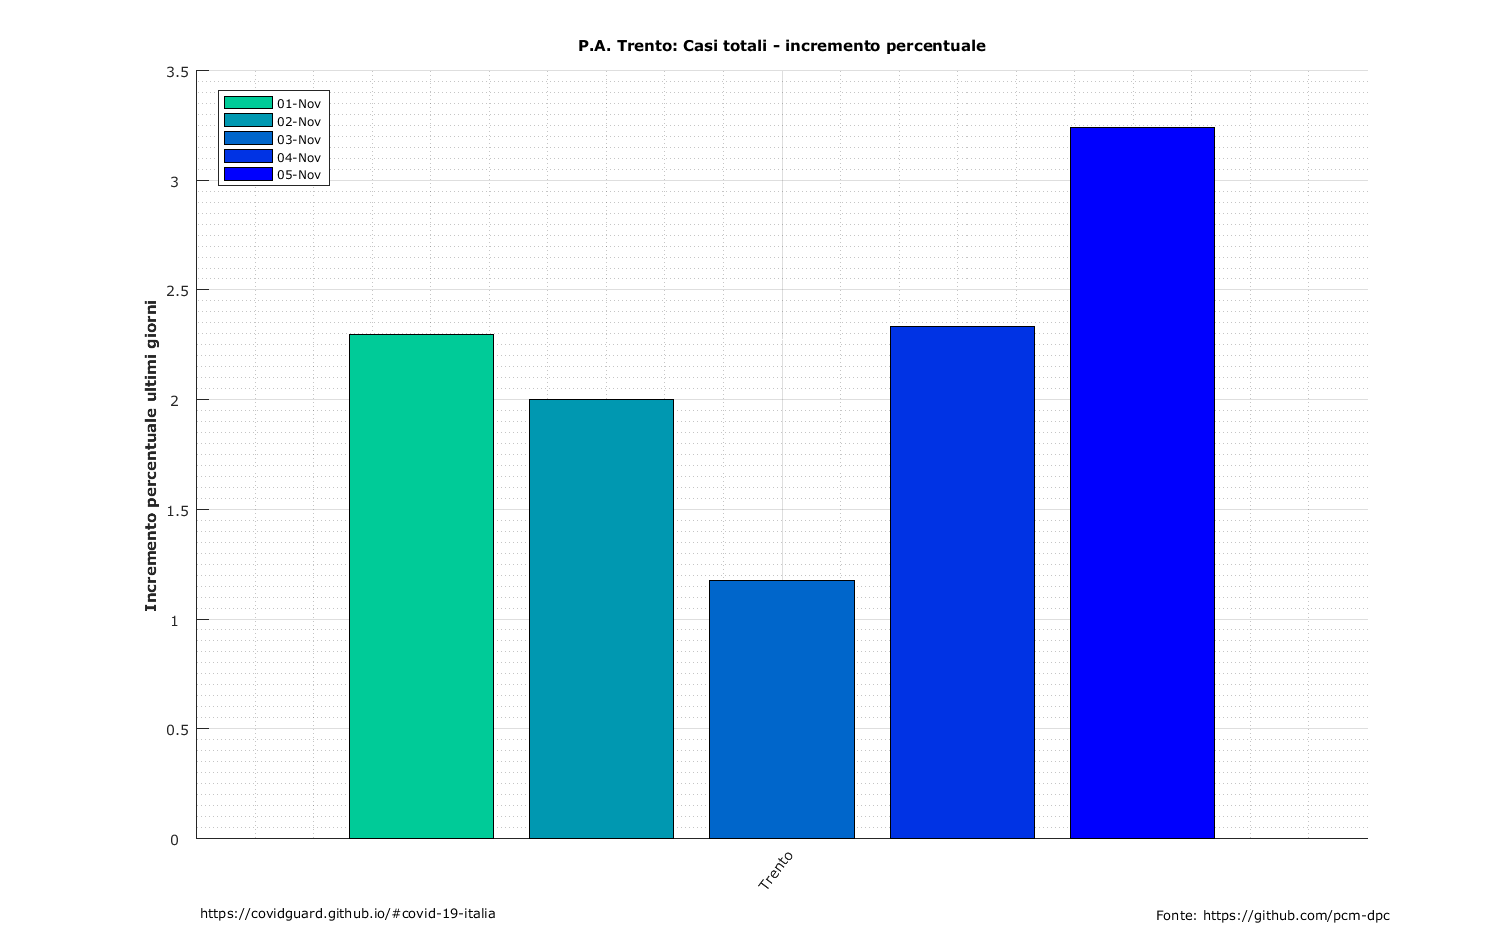 P.A. Trento: Casi totali - incremento percentuale
3.5
3
2.5
2
1.5
1
0.5
0
Incremento percentuale ultimi giorni
01-Nov
02-Nov
03-Nov
04-Nov
05-Nov
Trento
https://covidguard.github.io/#covid-19-italia
Fonte: https://github.com/pcm-dpc